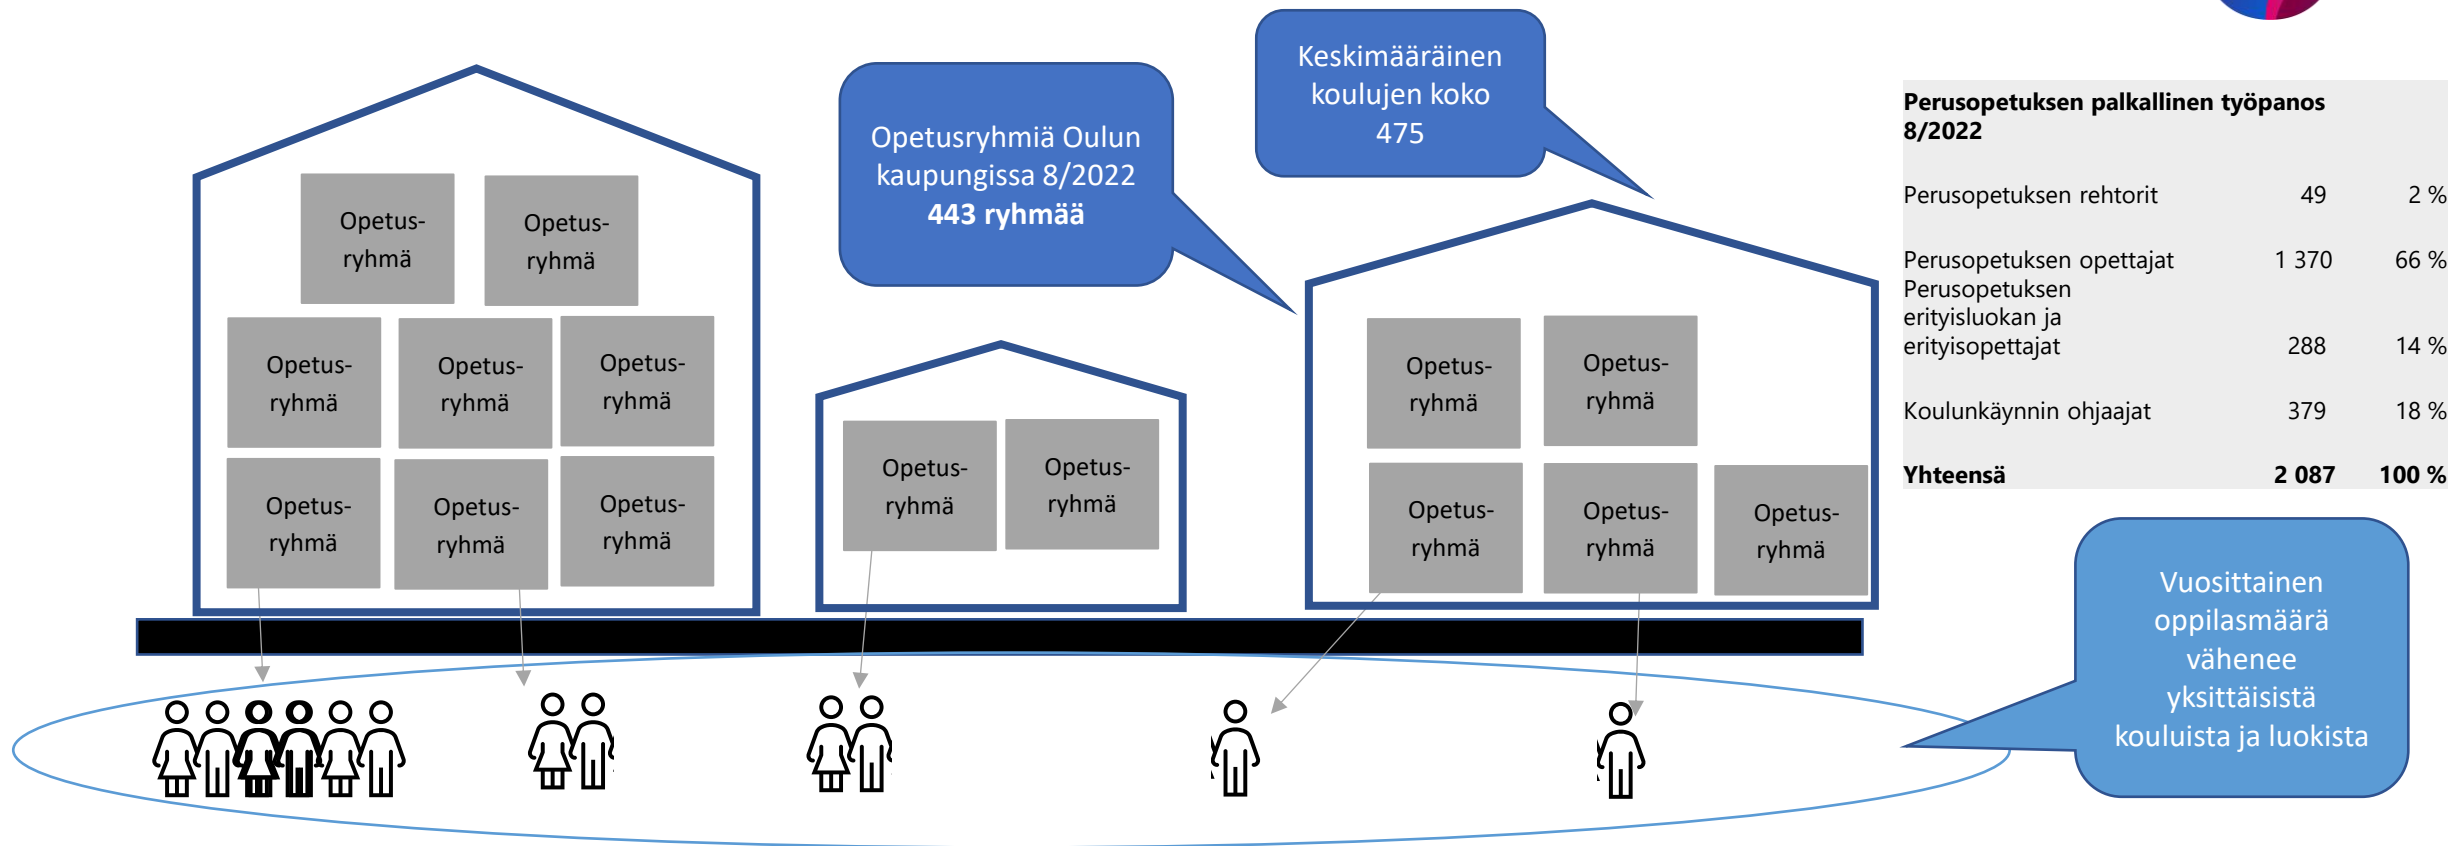 Keskimääräinen
koulujen koko
475
Opetusryhmiä Oulun
kaupungissa 8/2022
443 ryhmää
Opetus-
ryhmä
Opetus-
ryhmä
Opetus-
ryhmä
Opetus-
ryhmä
Opetus-
ryhmä
Opetus-
ryhmä
Opetus-
ryhmä
Opetus-
ryhmä
Opetus-
ryhmä
Opetus-
ryhmä
Opetus-
ryhmä
Opetus-
ryhmä
Opetus-
ryhmä
Opetus-
ryhmä
Opetus-
ryhmä
Perusopetuksen palkallinen työpanos
8/2022
Perusopetuksen rehtorit 49 2 %
Perusopetuksen opettajat 1 370 66 %
Perusopetuksen
erityisluokan ja
erityisopettajat 288 14 %
Koulunkäynnin ohjaajat 379 18 %
Yhteensä 2 087 100 %
Vuosittainen
oppilasmäärä
vähenee
yksittäisistä
kouluista ja luokista